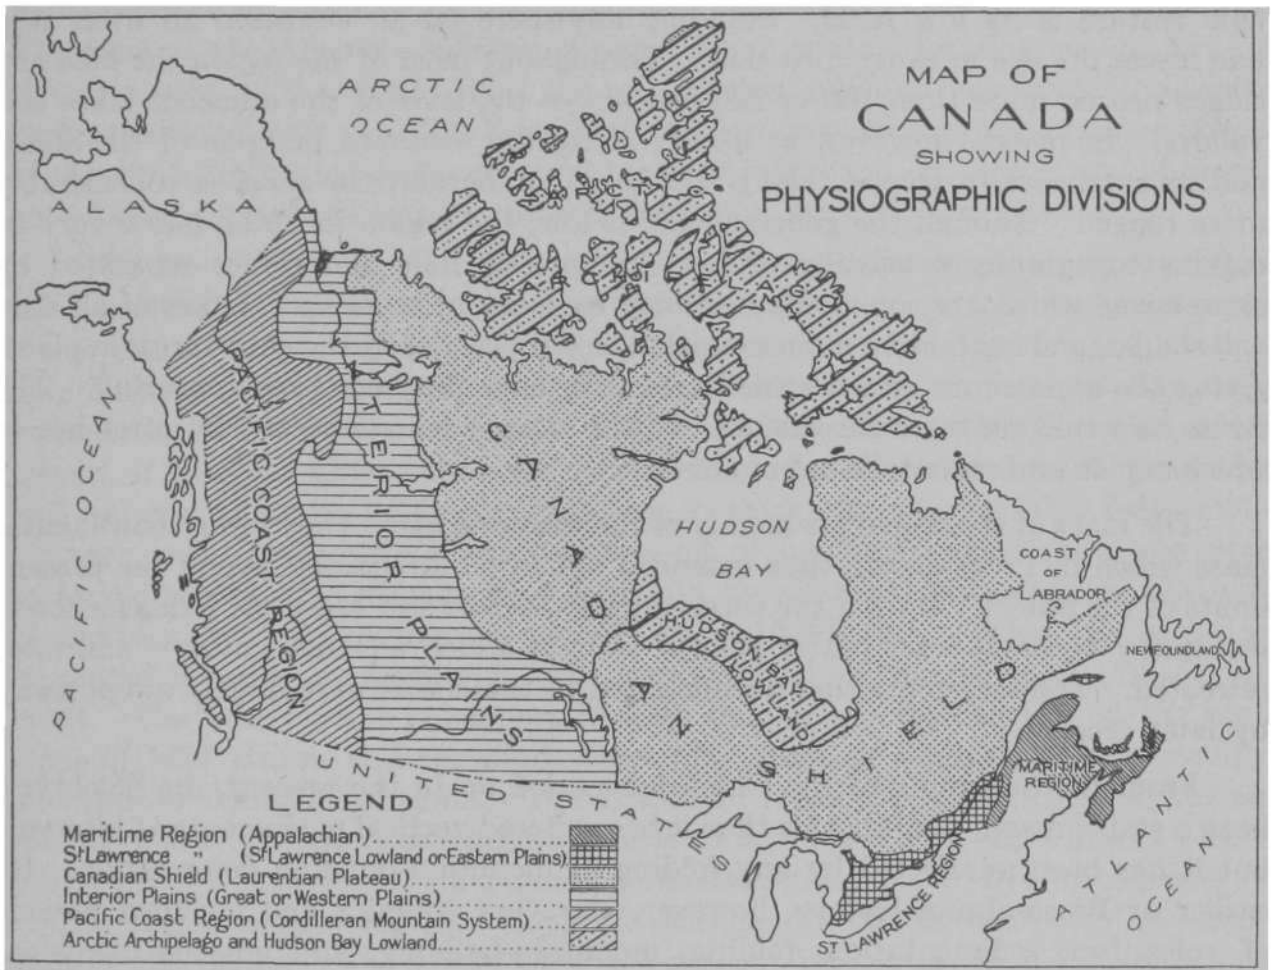 MAP OF
CANADA
SHOWING
PHYSIOGRAPHIC DIVISIONS
ARCTIC
OCEAN
ALASKA
ARCTIC ARCHIPELAGO
PACIFIC OCEAN
PACIFIC COAST REGION
INTERIOR PLAINS
CANADIAN SHIELD
HUDSON
BAY
HUDSON BAY
LOWLAND
COAST
OF
LABRADOR
NEWFOUNDLAND
MARITIME
REGION
ST LAWRENCE REGION
ATLANTIC
OCEAN
UNITED STATES
LEGEND
Maritime Region (Appalachian)
St Lawrence " (St Lawrence Lowland or Eastern Plains)
Canadian Shield (Laurentian Plateau)
Interior Plains (Great or Western Plains)
Pacific Coast Region (Cordilleran Mountain System)
Arctic Archipelago and Hudson Bay Lowland